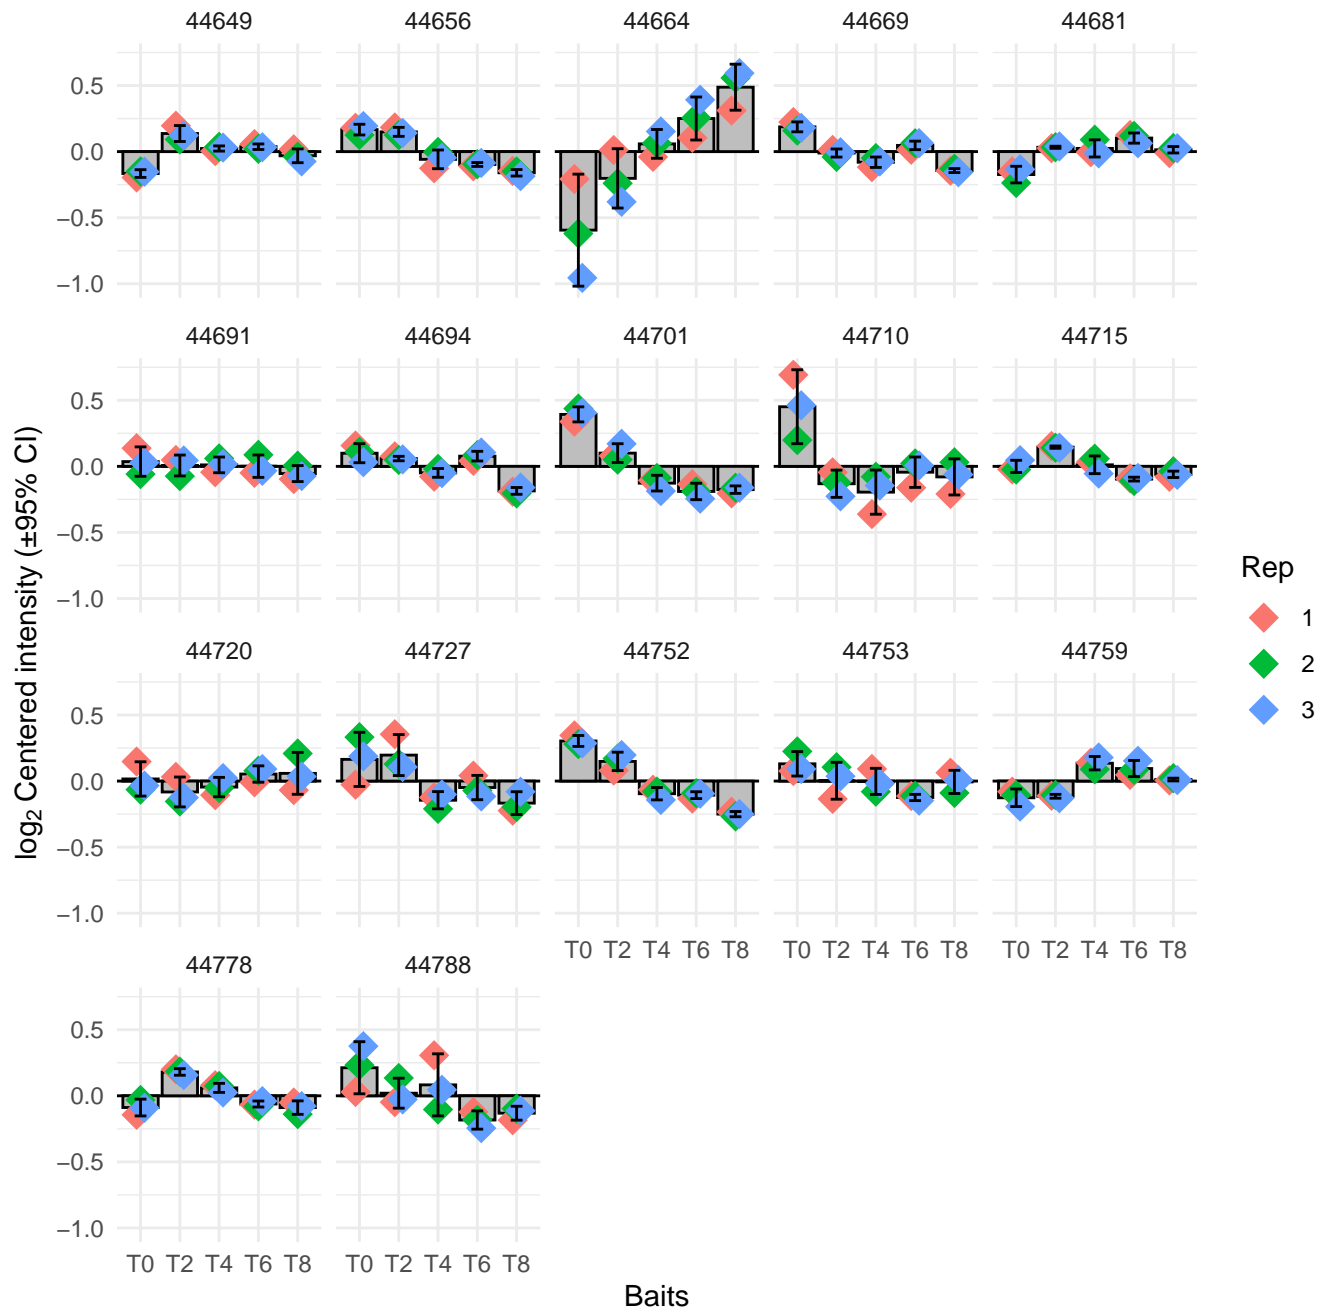 44649 44656 44664 44669 44681
0.5
0.0
−0.5
−1.0
44691 44694 44701 44710 44715
0.5
0.0
−0.5
−1.0
44720 44727 44752 44753 44759
0.5
0.0
−0.5
−1.0
T0 T2 T4 T6 T8 T0 T2 T4 T6 T8 T0 T2 T4 T6 T8
44778 44788
0.5
0.0
−0.5
−1.0
T0 T2 T4 T6 T8 T0 T2 T4 T6 T8
Baits
log2 Centered intensity (±95% CI)
Rep
1
2
3